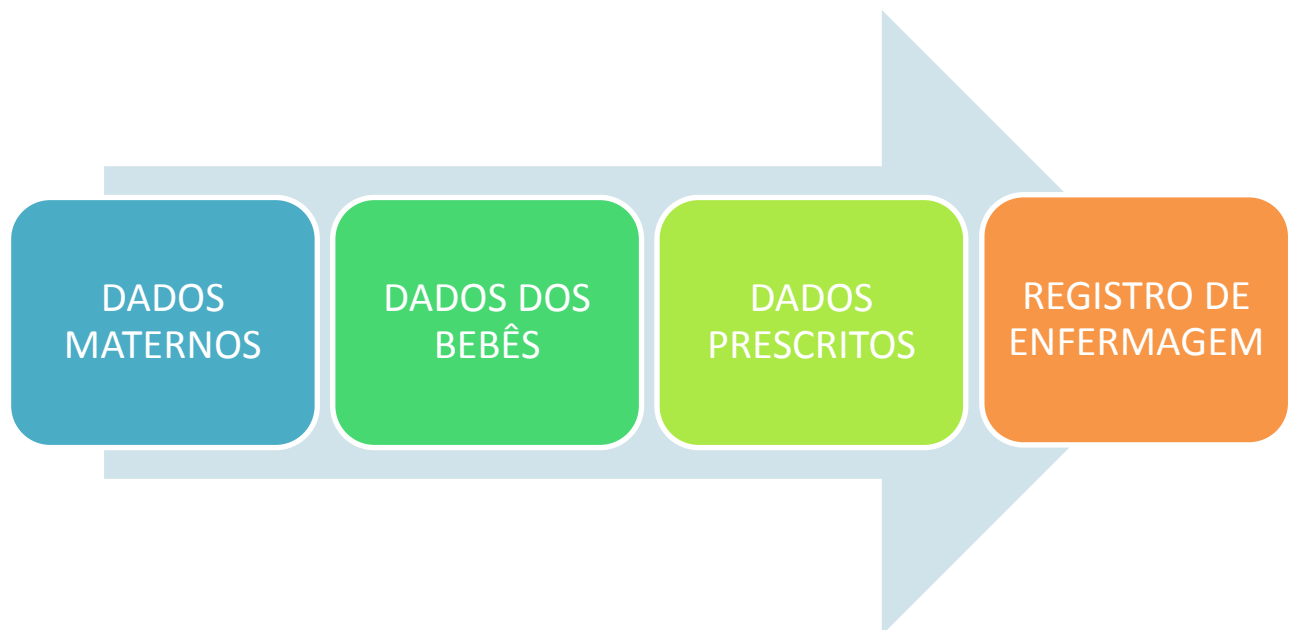 DADOS
MATERNOS
DADOS DOS
BEBÊS
DADOS
PRESCRITOS
REGISTRO DE
ENFERMAGEM